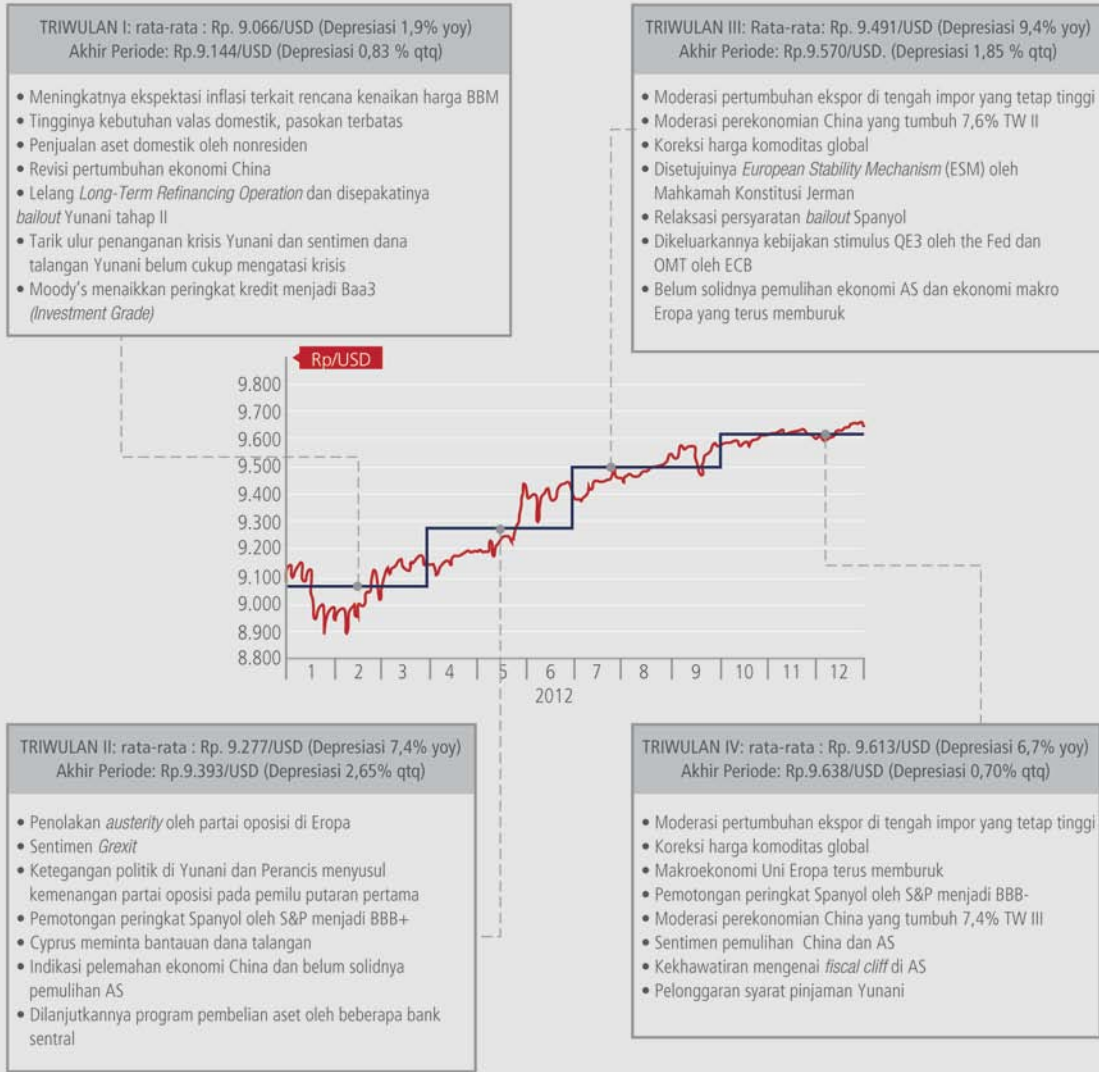 TRIWULAN I: rata-rata : Rp. 9.066/USD (Depresiasi 1,9% yoy)
Akhir Periode: Rp.9.144/USD (Depresiasi 0,83 % qtq)
• Meningkatnya ekspektasi inflasi terkait rencana kenaikan harga BBM
• Tingginya kebutuhan valas domestik, pasokan terbatas
• Penjualan aset domestik oleh nonresiden
• Revisi pertumbuhan ekonomi China
• Lelang Long-Term Refinancing Operation dan disepakatinya
bailout Yunani tahap II
• Tarik ulur penanganan krisis Yunani dan sentimen dana
talangan Yunani belum cukup mengatasi krisis
• Moody's menaikkan peringkat kredit menjadi Baa3
(Investment Grade)
TRIWULAN III: Rata-rata: Rp. 9.491/USD (Depresiasi 9,4% yoy)
Akhir Periode: Rp.9.570/USD. (Depresiasi 1,85 % qtq)
• Moderasi pertumbuhan ekspor di tengah impor yang tetap tinggi
• Moderasi perekonomian China yang tumbuh 7,6% TW II
• Koreksi harga komoditas global
• Disetujuinya European Stability Mechanism (ESM) oleh
Mahkamah Konstitusi Jerman
• Relaksasi persyaratan bailout Spanyol
• Dikeluarkannya kebijakan stimulus QE3 oleh the Fed dan
OMT oleh ECB
• Belum solidnya pemulihan ekonomi AS dan ekonomi makro
Eropa yang terus memburuk
Rp/USD
9.800
9.700
9.600
9.500
9.400
9.300
9.200
9.100
9.000
8.900
8.800
1 2 3 4 5 6 7 8 9 10 11 12
2012
TRIWULAN II: rata-rata : Rp. 9.277/USD (Depresiasi 7,4% yoy)
Akhir Periode: Rp.9.393/USD (Depresiasi 2,65% qtq)
• Penolakan austerity oleh partai oposisi di Eropa
• Sentimen Grexit
• Ketegangan politik di Yunani dan Perancis menyusul
kemenangan partai oposisi pada pemilu putaran pertama
• Pemotongan peringkat Spanyol oleh S&P menjadi BBB+
• Cyprus meminta bantauan dana talangan
• Indikasi pelemahan ekonomi China dan belum solidnya
pemulihan AS
• Dilanjutkannya program pembelian aset oleh beberapa bank
sentral
TRIWULAN IV: rata-rata : Rp. 9.613/USD (Depresiasi 6,7% yoy)
Akhir Periode: Rp.9.638/USD (Depresiasi 0,70% qtq)
• Moderasi pertumbuhan ekspor di tengah impor yang tetap tinggi
• Koreksi harga komoditas global
• Makroekonomi Uni Eropa terus memburuk
• Pemotongan peringkat Spanyol oleh S&P menjadi BBB-
• Moderasi perekonomian China yang tumbuh 7,4% TW III
• Sentimen pemulihan China dan AS
• Kekhawatiran mengenai fiscal cliff di AS
• Pelonggaran syarat pinjaman Yunani